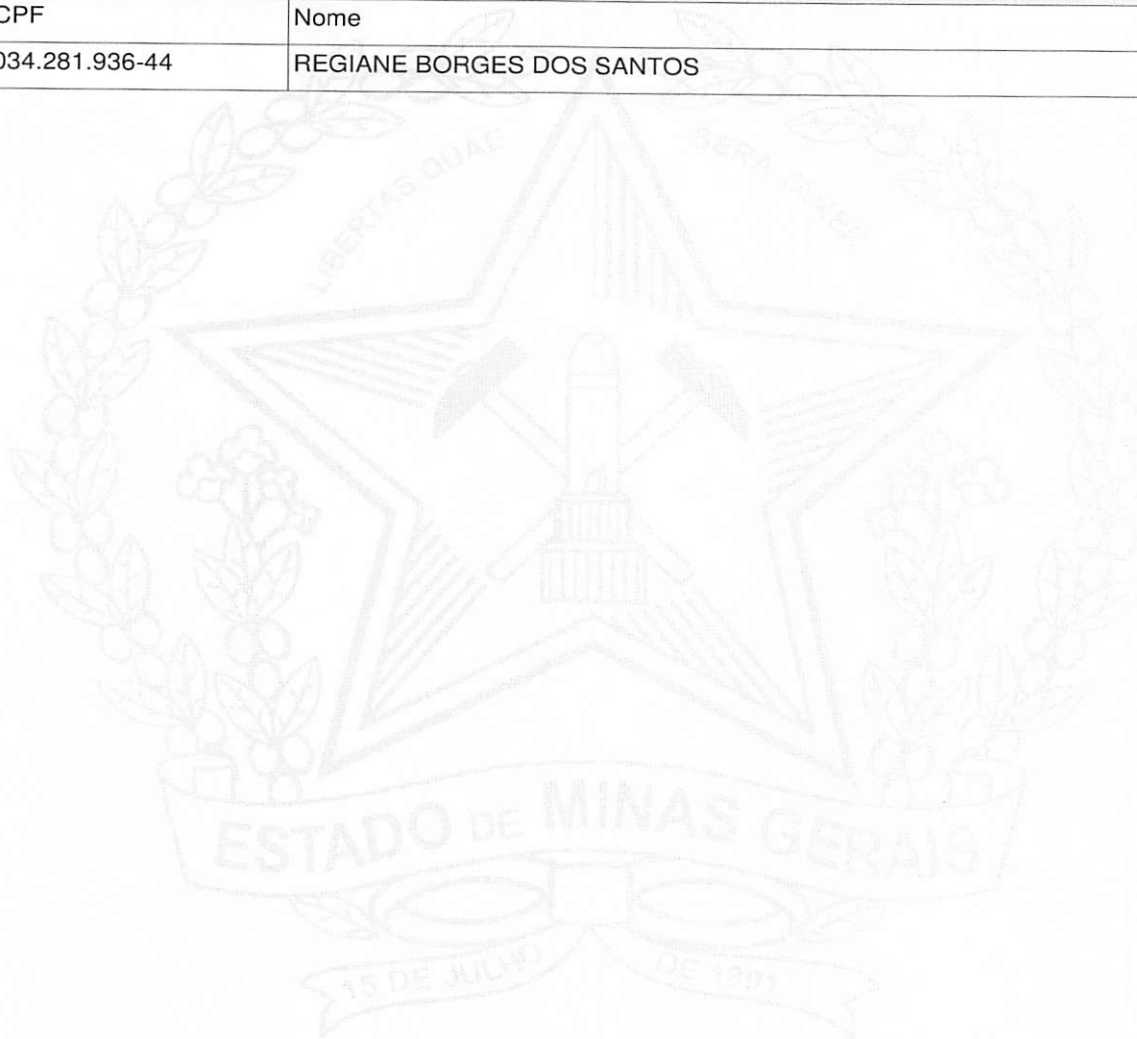 CPF Nome
034.281.936-44 REGIANE BORGES DOS SANTOS
LIBERTAS QUAE SERA TAMEN
ESTADO DE MINAS GERAIS
15 DE JULHO DE 1891